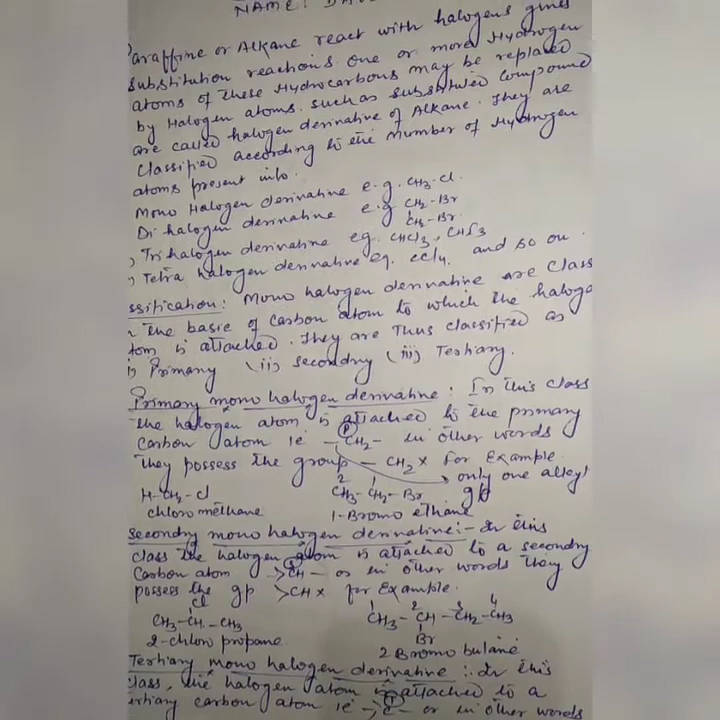 NAME:
Paraffine or Alkane react with halogens gives
substitution reactions one or more Hydrogen
atoms of these Hydrocarbons may be replaced
by Halogen atoms. such as substituted compound
are called halogen derivative of Alkane. They are
classified according to the number of Hydrogen
atoms present into.
Mono Halogen derivative e.g. CH3-Cl.
Di halogen derivative e.g CH2-Br
CH2-Br.
) Tri halogen derivative eg. CHCl3,
) Tetra halogen derivative eg. CCl4. and so on.
ssification: Mono halogen derivative are class
n the basie of carbon atom to which the haloge
tom is attached. They are Thus classified as
i) Primary (ii) Secondry (iii) Tertiary.
Primary mono halogen derivative: In this class
the halogen atom is attached to the primary
P
carbon atom ie -CH2- in other words
They possess the group -CH2X for Example.
only one alkyl
gp
2 1
H-CH2-Cl CH3-CH2-Br
chloro methane 1-Bromo ethane
Secondry mono halogen derivative:- In this
class the halogen atom is attached to a secondry
S
carbon atom >CH- or in other words They
possess the gp >CHX for Example.
Cl 1 2 3 4
CH3-CH-CH3 CH3-CH-CH2-CH3
Br
2-chloro propane. 2 Bromo butane
Tertiary mono halogen derivative:. In this
class, the halogen atom is attached to a
T
ertiary carbon atom ie -C- or in other words